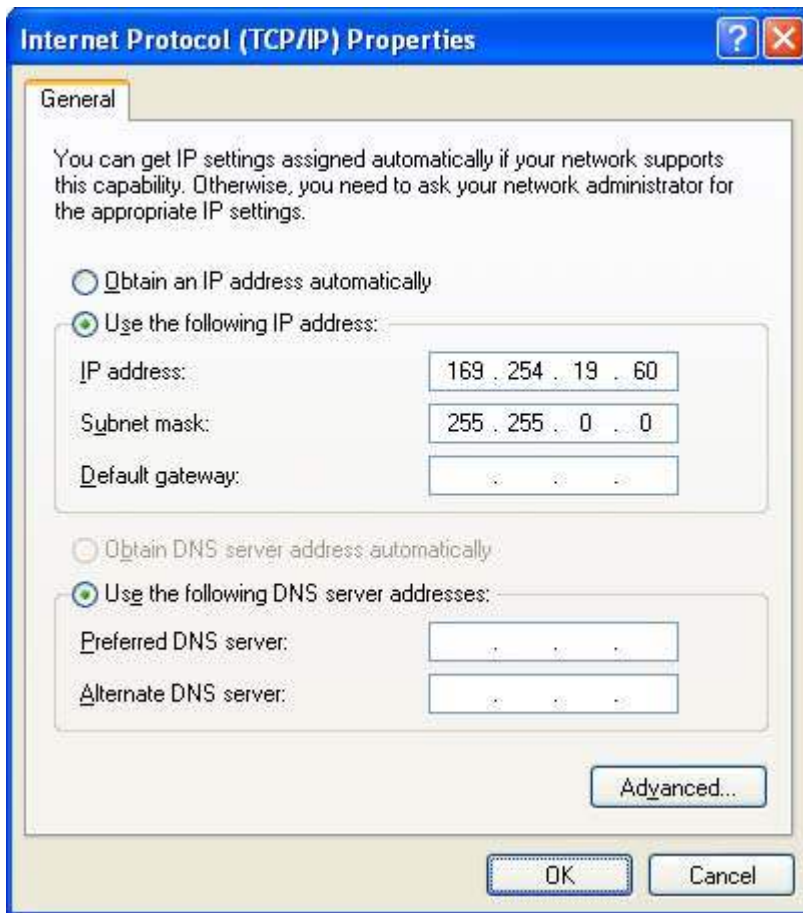 Internet Protocol (TCP/IP) Properties
General
You can get IP settings assigned automatically if your network supports
this capability. Otherwise, you need to ask your network administrator for
the appropriate IP settings.
Obtain an IP address automatically
Use the following IP address:
IP address: 169 . 254 . 19 . 60
Subnet mask: 255 . 255 . 0 . 0
Default gateway: . . .
Obtain DNS server address automatically
Use the following DNS server addresses:
Preferred DNS server: . . .
Alternate DNS server: . . .
Advanced...
OK Cancel